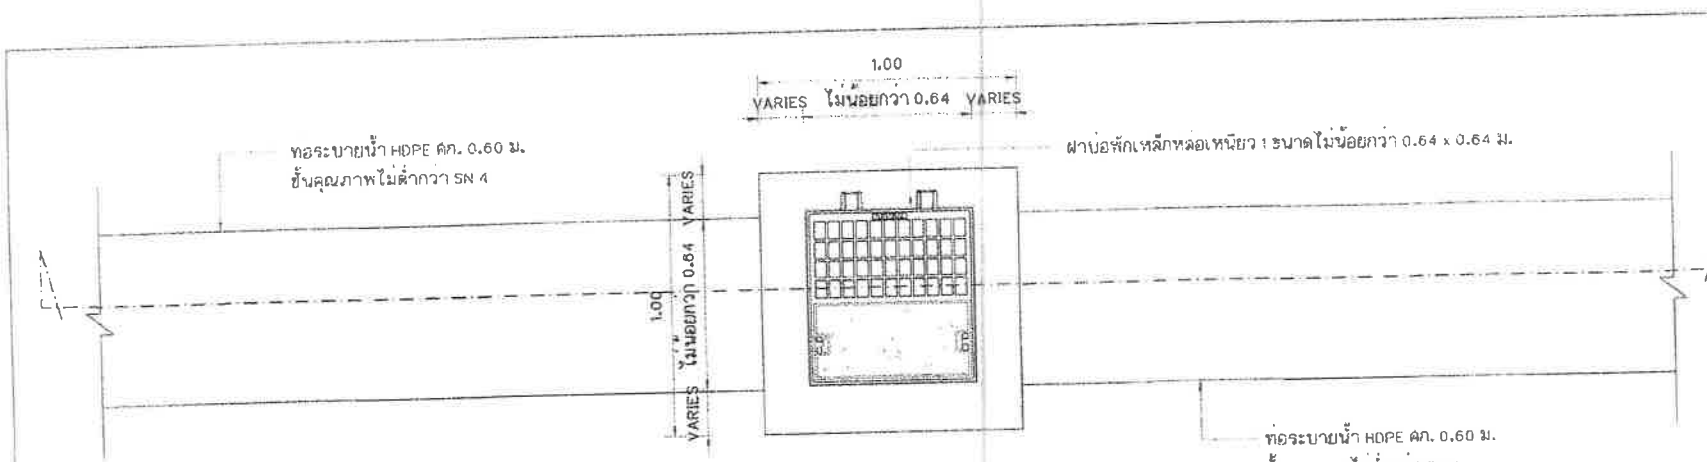 1.00
VARIES ไม่น้อยกว่า 0.64 VARIES
ท่อระบายน้ำ HDPE ศก. 0.60 ม.
ชั้นคุณภาพไม่ต่ำกว่า SN 4
ฝาบ่อพักเหล็กหล่อเหนียว 1 ขนาดไม่น้อยกว่า 0.64 x 0.64 ม.
1.00
VARIES ไม่น้อยกว่า 0.64 VARIES
ท่อระบายน้ำ HDPE ศก. 0.60 ม.